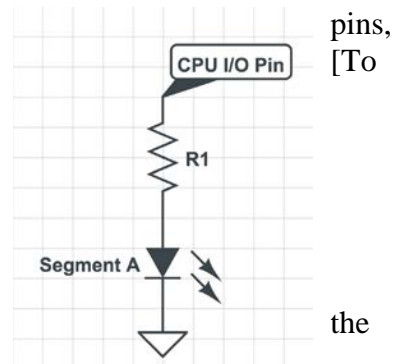 pins,
CPU I/O Pin
[To
R1
Segment A
the